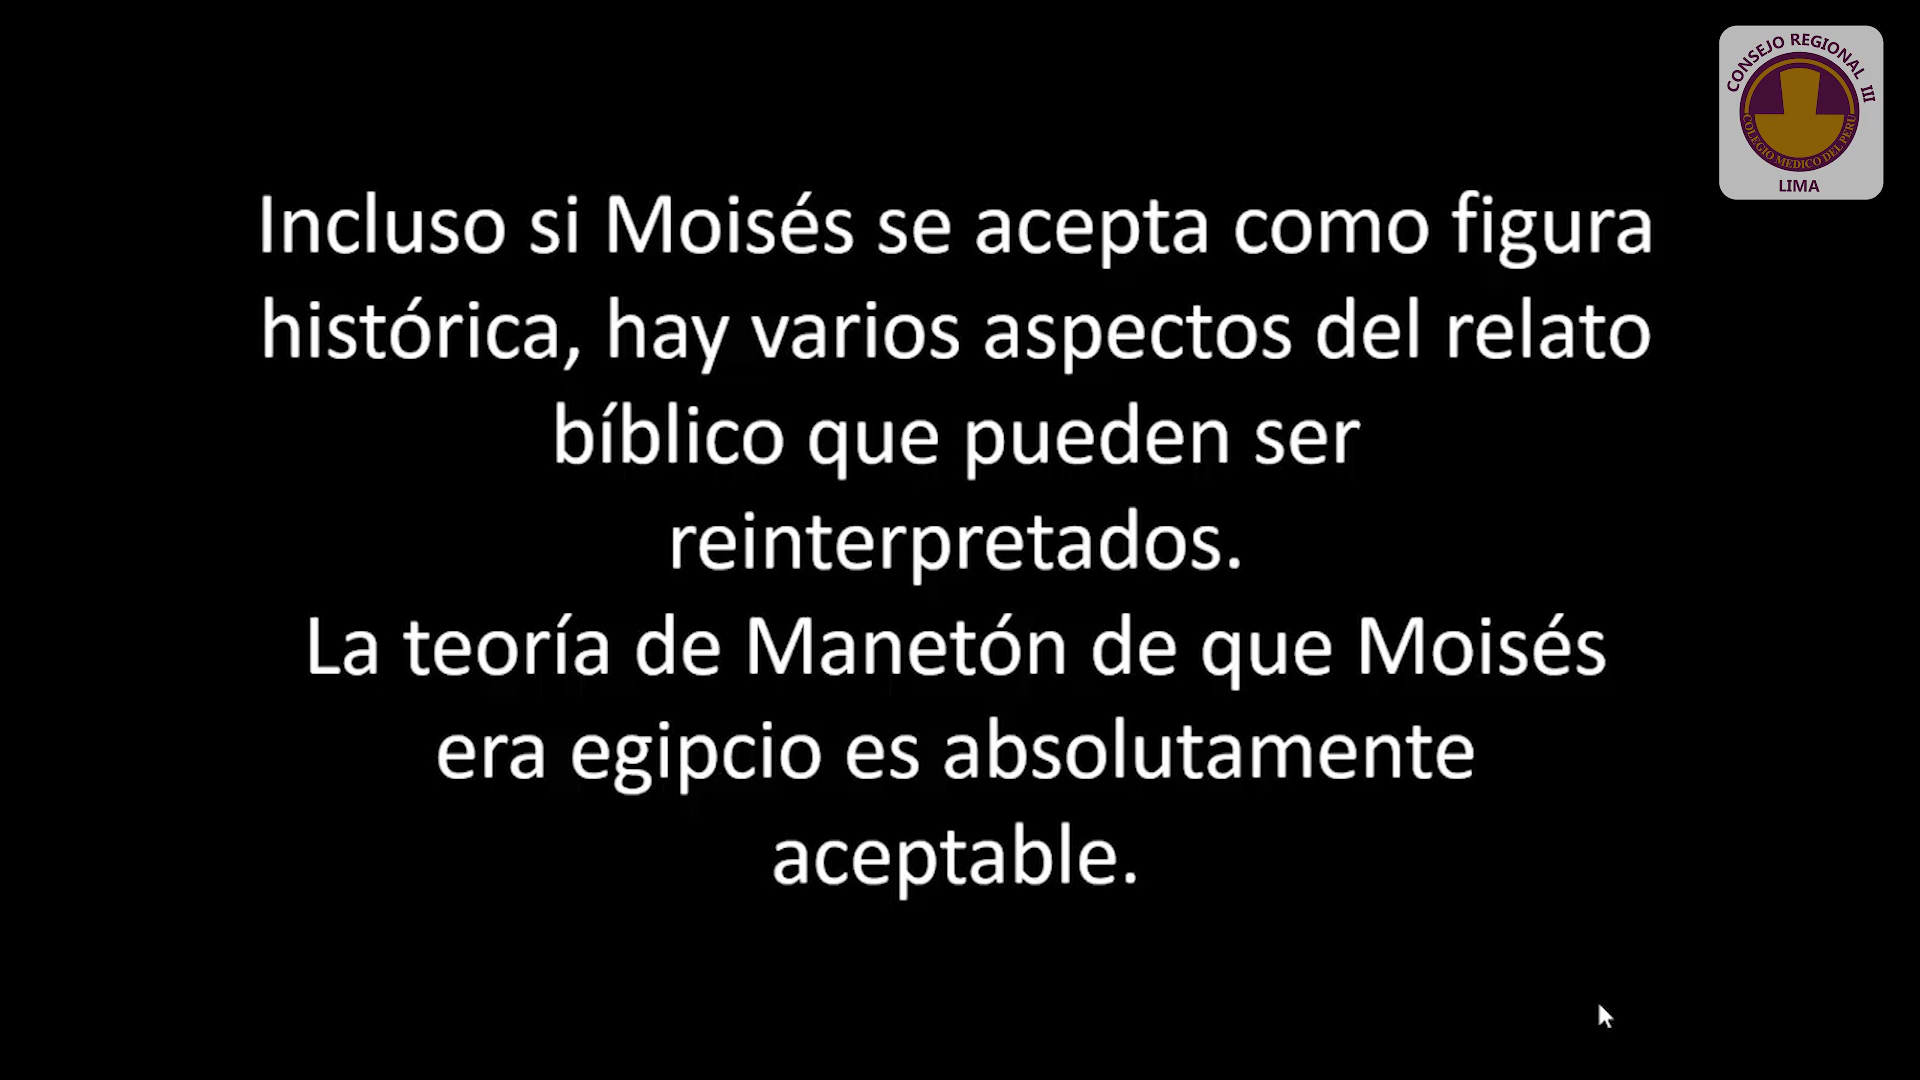 CONSEJO REGIONAL III
COLEGIO MEDICO DEL PERU
LIMA
Incluso si Moisés se acepta como figura
histórica, hay varios aspectos del relato
bíblico que pueden ser
reinterpretados.
La teoría de Manetón de que Moisés
era egipcio es absolutamente
aceptable.